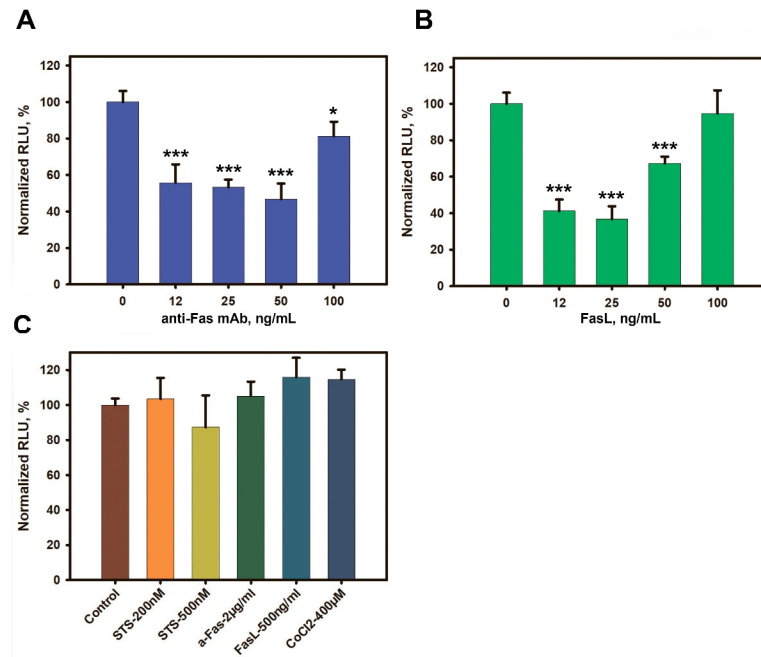 A
Normalized RLU, %
120
100
80
60
40
20
0
***
***
***
*
0 12 25 50 100
anti-Fas mAb, ng/mL
B
Normalized RLU, %
120
100
80
60
40
20
0
***
***
***
0 12 25 50 100
FasL, ng/mL
C
Normalized RLU, %
120
100
80
60
40
20
0
Control
STS-200nM
STS-500nM
a-Fas-2µg/ml
FasL-500ng/ml
CoCl2-400µM